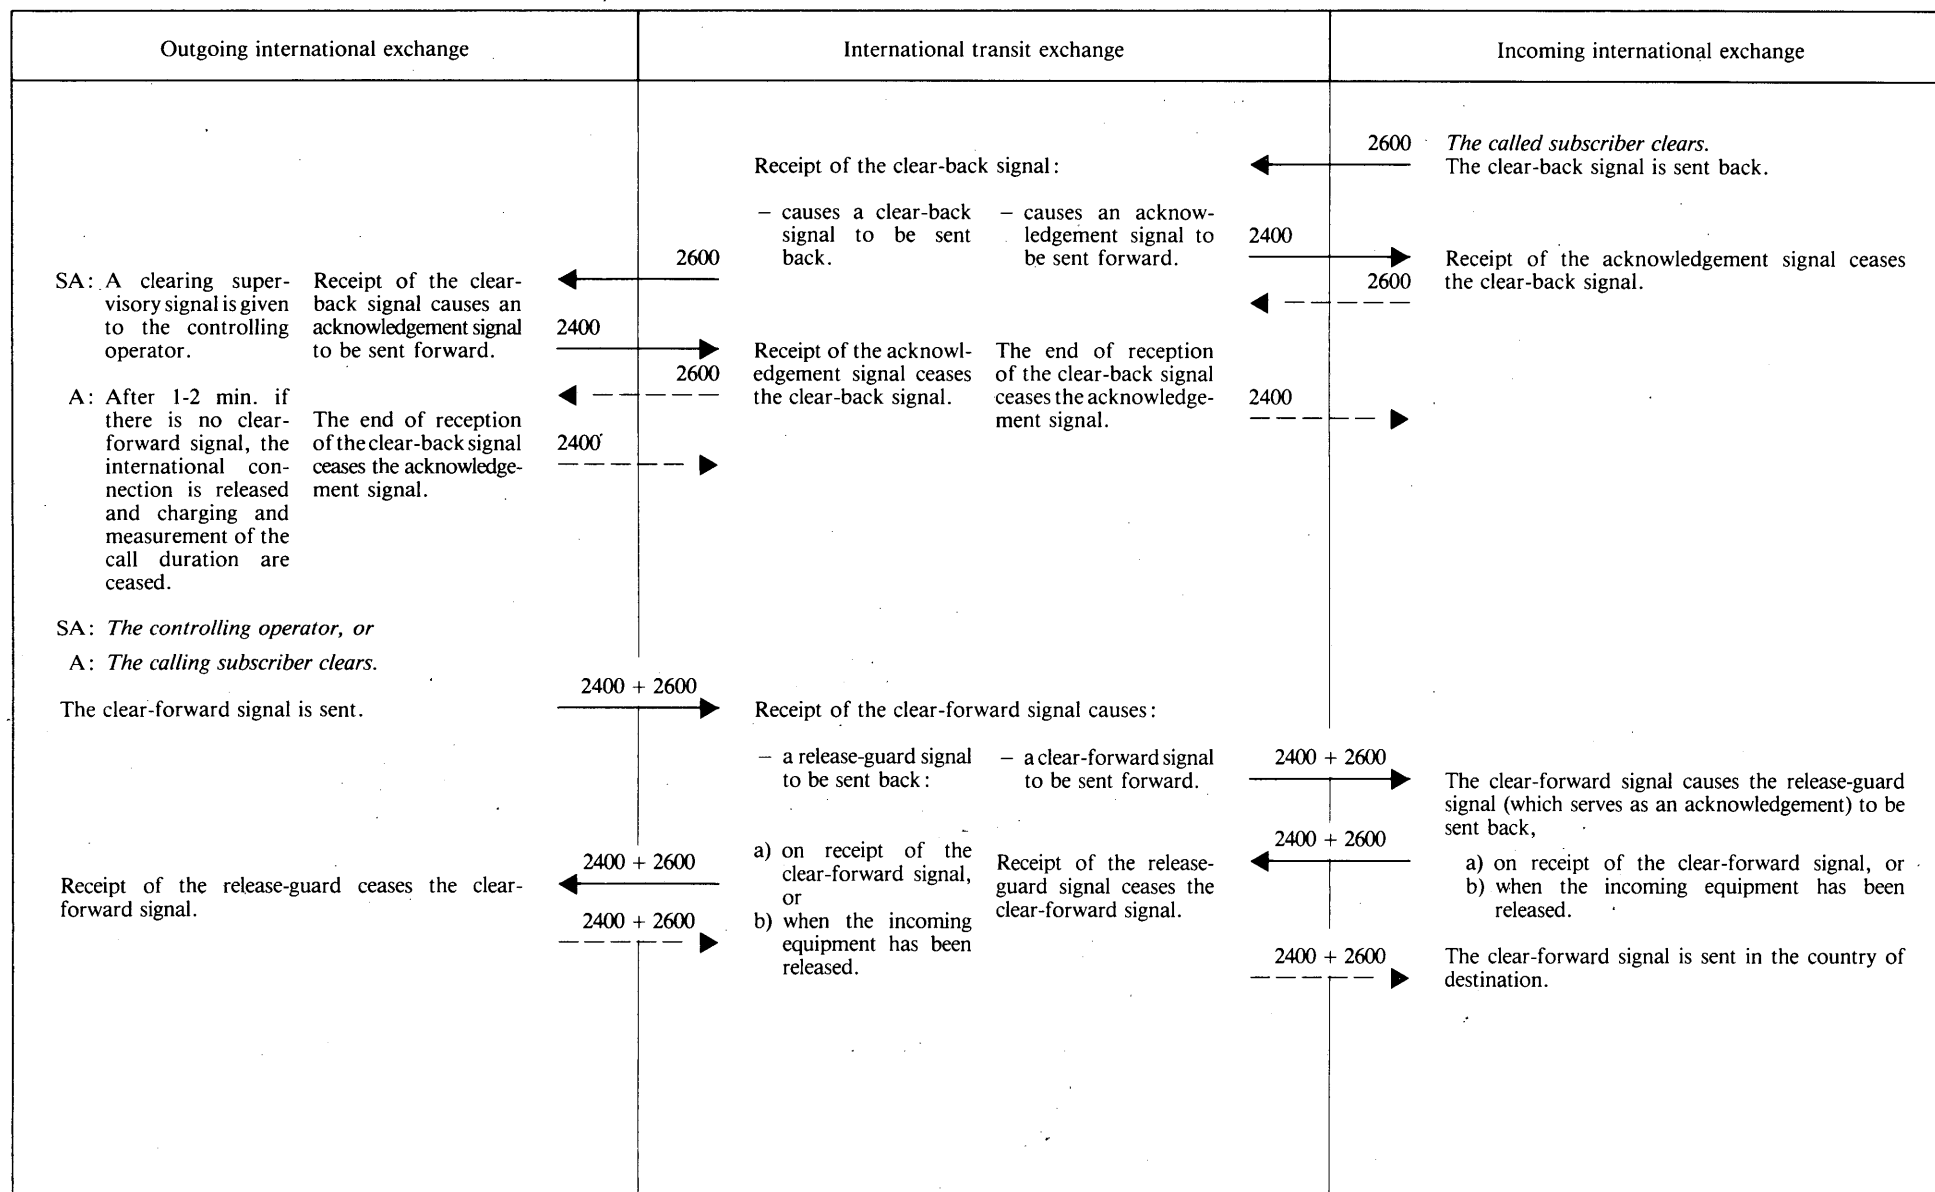 Outgoing international exchange
International transit exchange
Incoming international exchange
2600
The called subscriber clears.
The clear-back signal is sent back.
Receipt of the clear-back signal:
– causes a clear-back
signal to be sent
back.
– causes an acknow-
ledgement signal to
be sent forward.
2400
2600
Receipt of the acknowledgement signal ceases
the clear-back signal.
2600
SA: A clearing super-
visory signal is given
to the controlling
operator.
Receipt of the clear-
back signal causes an
acknowledgement signal
to be sent forward.
2400
2600
Receipt of the acknowl-
edgement signal ceases
the clear-back signal.
The end of reception
of the clear-back signal
ceases the acknowledge-
ment signal.
2400
A: After 1-2 min. if
there is no clear-
forward signal, the
international con-
nection is released
and charging and
measurement of the
call duration are
ceased.
The end of reception
of the clear-back signal
ceases the acknowledge-
ment signal.
2400
SA: The controlling operator, or
A: The calling subscriber clears.
2400 + 2600
The clear-forward signal is sent.
Receipt of the clear-forward signal causes:
– a release-guard signal
to be sent back:
– a clear-forward signal
to be sent forward.
2400 + 2600
The clear-forward signal causes the release-guard
signal (which serves as an acknowledgement) to be
sent back,
2400 + 2600
a) on receipt of the clear-forward signal, or
b) when the incoming equipment has been
released.
a) on receipt of the
clear-forward signal,
or
b) when the incoming
equipment has been
released.
Receipt of the release-
guard signal ceases the
clear-forward signal.
2400 + 2600
Receipt of the release-guard ceases the clear-
forward signal.
2400 + 2600
2400 + 2600
The clear-forward signal is sent in the country of
destination.